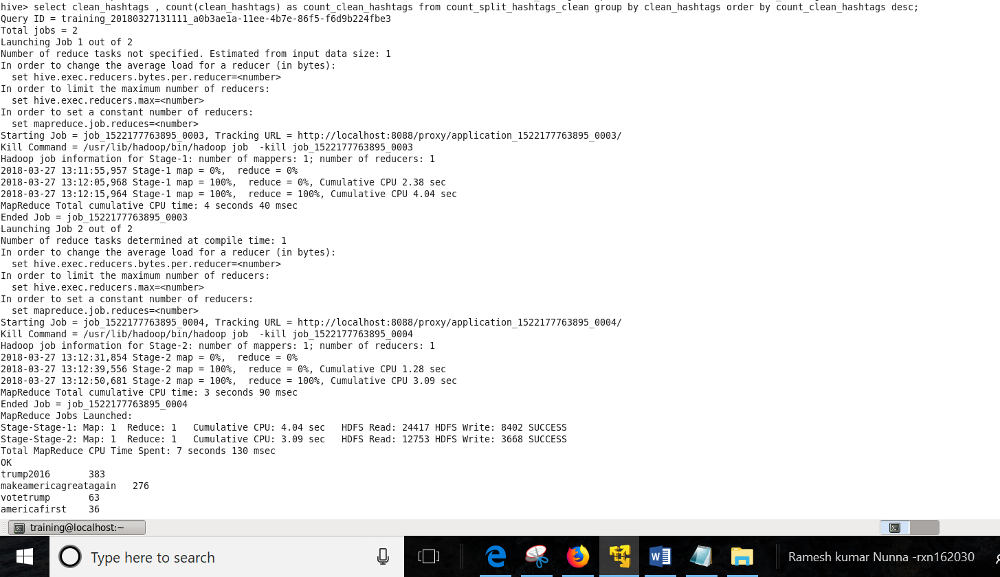 hive> select clean_hashtags , count(clean_hashtags) as count_clean_hashtags from count_split_hashtags_clean group by clean_hashtags order by count_clean_hashtags desc;
Query ID = training_20180327131111_a0b3ae1a-11ee-4b7e-86f5-f6d9b224fbe3
Total jobs = 2
Launching Job 1 out of 2
Number of reduce tasks not specified. Estimated from input data size: 1
In order to change the average load for a reducer (in bytes):
  set hive.exec.reducers.bytes.per.reducer=<number>
In order to limit the maximum number of reducers:
  set hive.exec.reducers.max=<number>
In order to set a constant number of reducers:
  set mapreduce.job.reduces=<number>
Starting Job = job_1522177763895_0003, Tracking URL = http://localhost:8088/proxy/application_1522177763895_0003/
Kill Command = /usr/lib/hadoop/bin/hadoop job  -kill job_1522177763895_0003
Hadoop job information for Stage-1: number of mappers: 1; number of reducers: 1
2018-03-27 13:11:55,957 Stage-1 map = 0%,  reduce = 0%
2018-03-27 13:12:05,968 Stage-1 map = 100%,  reduce = 0%, Cumulative CPU 2.38 sec
2018-03-27 13:12:15,964 Stage-1 map = 100%,  reduce = 100%, Cumulative CPU 4.04 sec
MapReduce Total cumulative CPU time: 4 seconds 40 msec
Ended Job = job_1522177763895_0003
Launching Job 2 out of 2
Number of reduce tasks determined at compile time: 1
In order to change the average load for a reducer (in bytes):
  set hive.exec.reducers.bytes.per.reducer=<number>
In order to limit the maximum number of reducers:
  set hive.exec.reducers.max=<number>
In order to set a constant number of reducers:
  set mapreduce.job.reduces=<number>
Starting Job = job_1522177763895_0004, Tracking URL = http://localhost:8088/proxy/application_1522177763895_0004/
Kill Command = /usr/lib/hadoop/bin/hadoop job  -kill job_1522177763895_0004
Hadoop job information for Stage-2: number of mappers: 1; number of reducers: 1
2018-03-27 13:12:31,854 Stage-2 map = 0%,  reduce = 0%
2018-03-27 13:12:39,556 Stage-2 map = 100%,  reduce = 0%, Cumulative CPU 1.28 sec
2018-03-27 13:12:50,681 Stage-2 map = 100%,  reduce = 100%, Cumulative CPU 3.09 sec
MapReduce Total cumulative CPU time: 3 seconds 90 msec
Ended Job = job_1522177763895_0004
MapReduce Jobs Launched:
Stage-Stage-1: Map: 1  Reduce: 1   Cumulative CPU: 4.04 sec   HDFS Read: 24417 HDFS Write: 8402 SUCCESS
Stage-Stage-2: Map: 1  Reduce: 1   Cumulative CPU: 3.09 sec   HDFS Read: 12753 HDFS Write: 3668 SUCCESS
Total MapReduce CPU Time Spent: 7 seconds 130 msec
OK
trump2016       383
makeamericagreatagain   276
votetrump       63
americafirst    36
training@localhost:~
Type here to search
Ramesh kumar Nunna -rxn162030